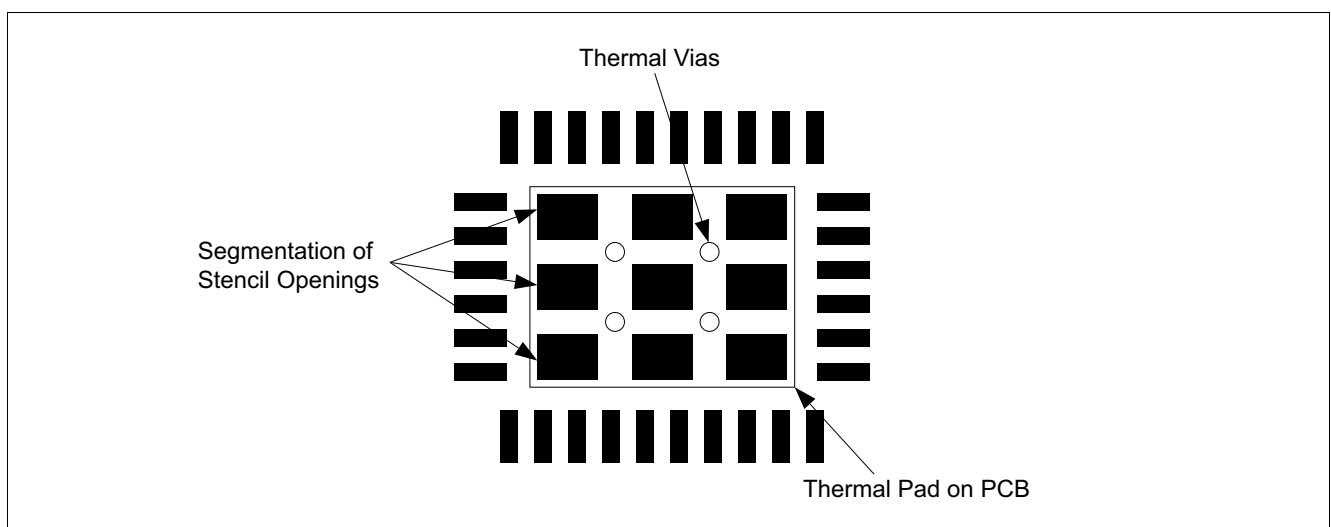 Thermal Vias
Segmentation of
Stencil Openings
Thermal Pad on PCB